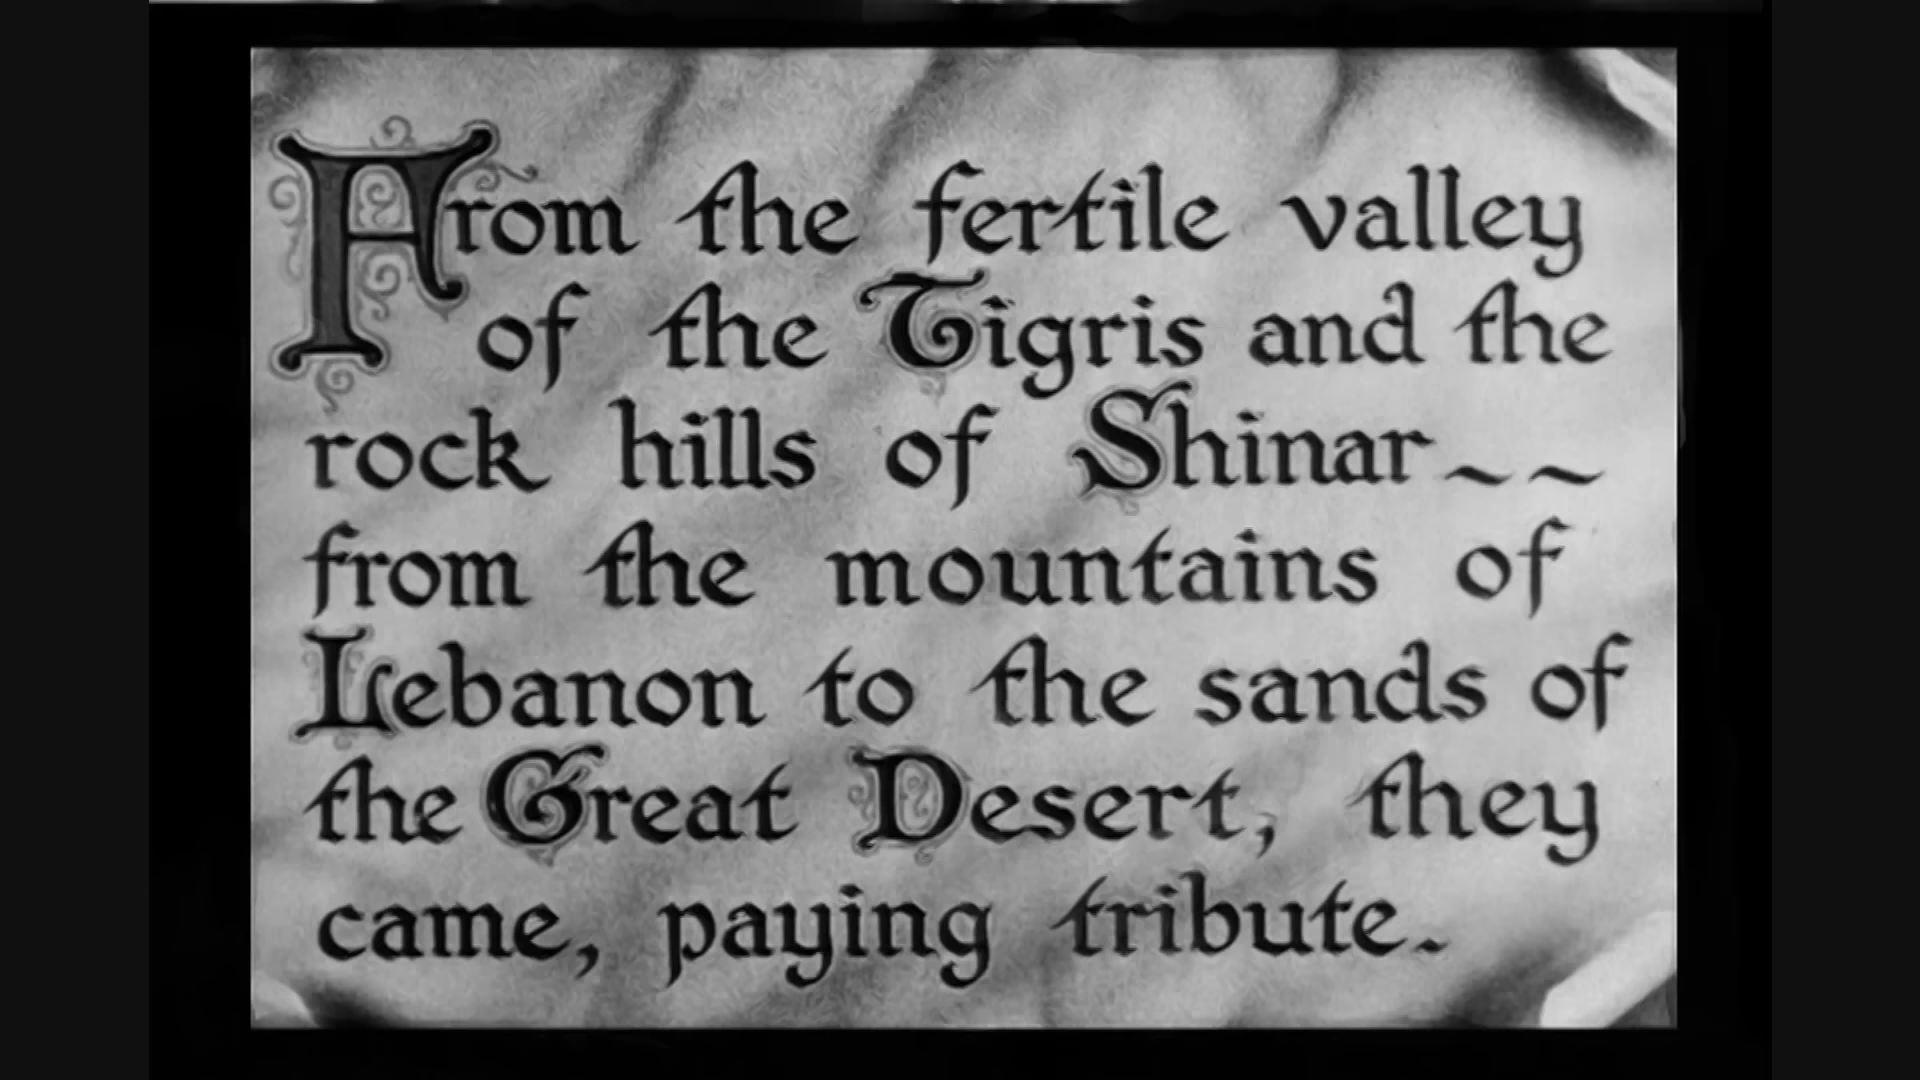 From the fertile valley
of the Tigris and the
rock hills of Shinar~~
from the mountains of
Lebanon to the sands of
the Great Desert, they
came, paying tribute.